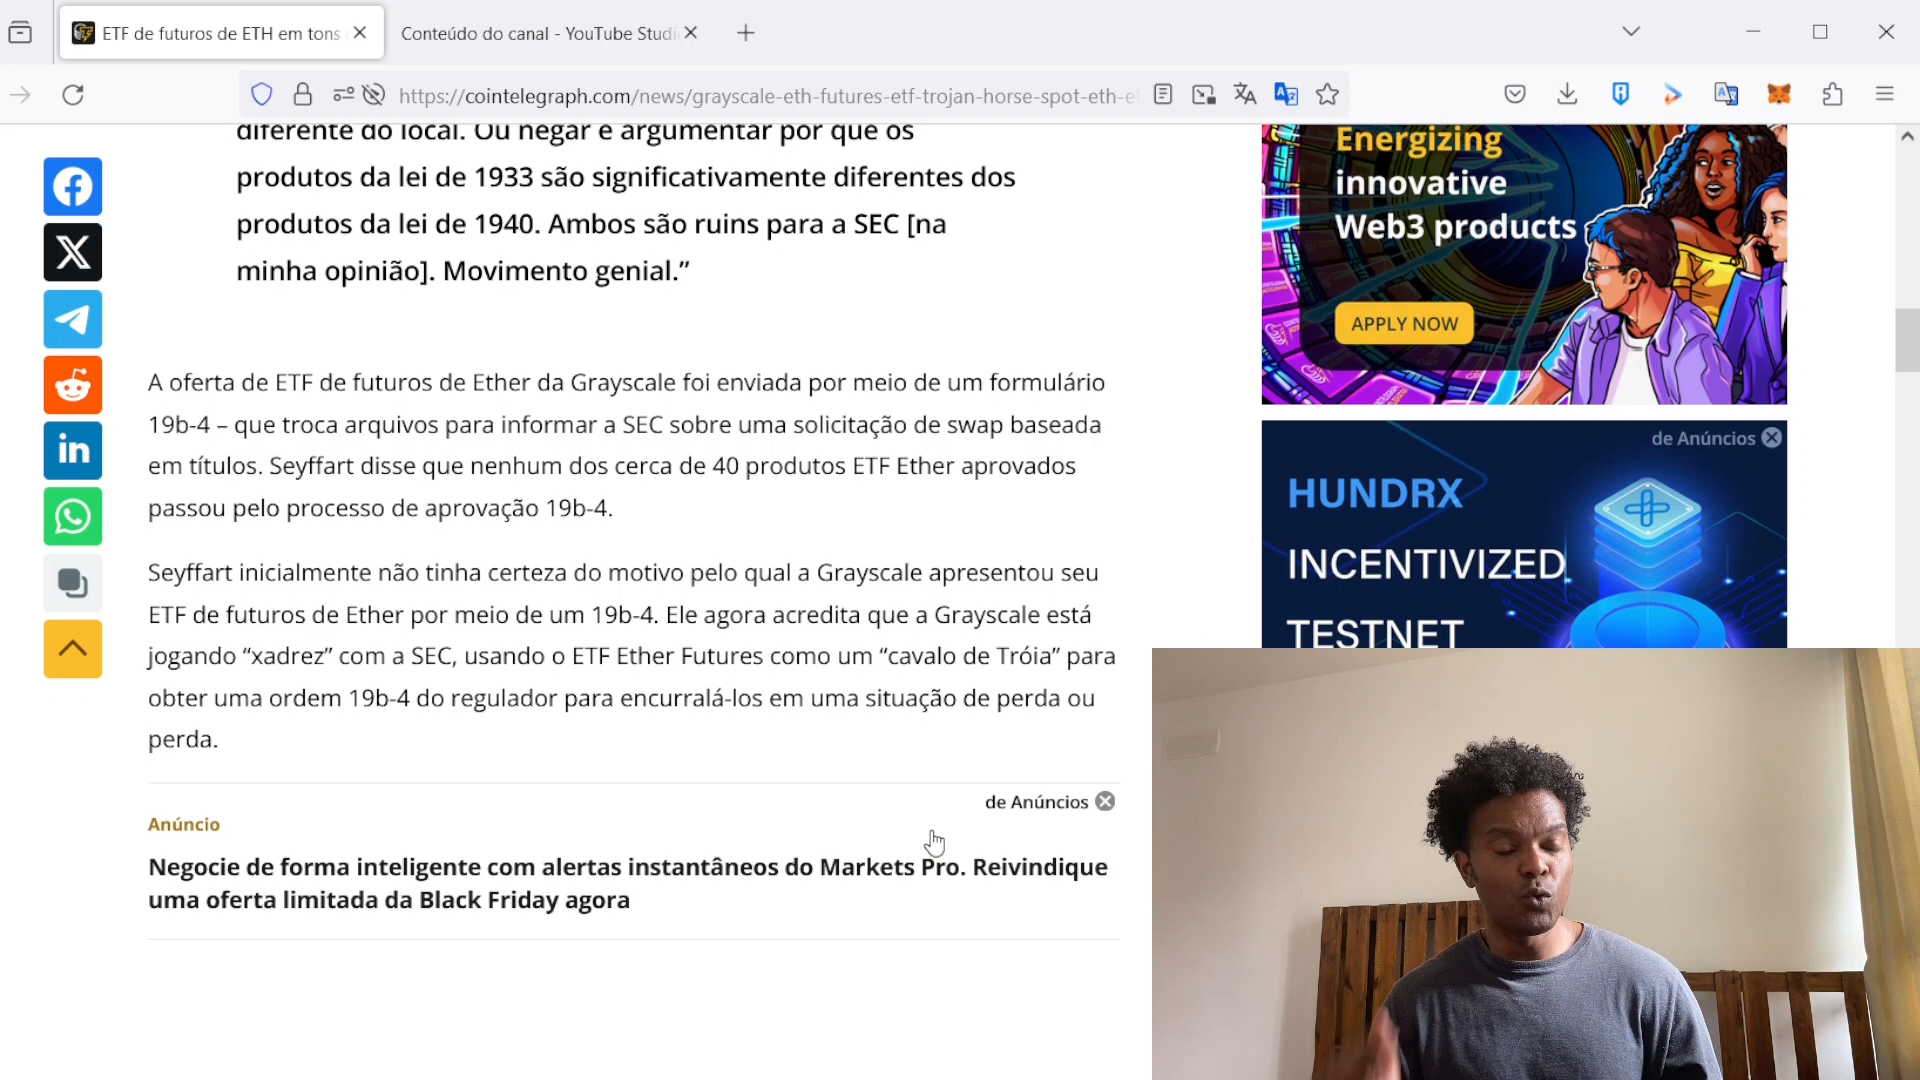 ETF de futuros de ETH em tons
Conteúdo do canal - YouTube Studi
https://cointelegraph.com/news/grayscale-eth-futures-etf-trojan-horse-spot-eth-e
diferente do local. Ou negar e argumentar por que os
produtos da lei de 1933 são significativamente diferentes dos
produtos da lei de 1940. Ambos são ruins para a SEC [na
minha opinião]. Movimento genial.”
A oferta de ETF de futuros de Ether da Grayscale foi enviada por meio de um formulário
19b-4 – que troca arquivos para informar a SEC sobre uma solicitação de swap baseada
em títulos. Seyffart disse que nenhum dos cerca de 40 produtos ETF Ether aprovados
passou pelo processo de aprovação 19b-4.
Seyffart inicialmente não tinha certeza do motivo pelo qual a Grayscale apresentou seu
ETF de futuros de Ether por meio de um 19b-4. Ele agora acredita que a Grayscale está
jogando “xadrez” com a SEC, usando o ETF Ether Futures como um “cavalo de Tróia” para
obter uma ordem 19b-4 do regulador para encurralá-los em uma situação de perda ou
perda.
de Anúncios
Anúncio
Negocie de forma inteligente com alertas instantâneos do Markets Pro. Reivindique
uma oferta limitada da Black Friday agora
Energizing
innovative
Web3 products
APPLY NOW
de Anúncios
HUNDRX
INCENTIVIZED
TESTNET